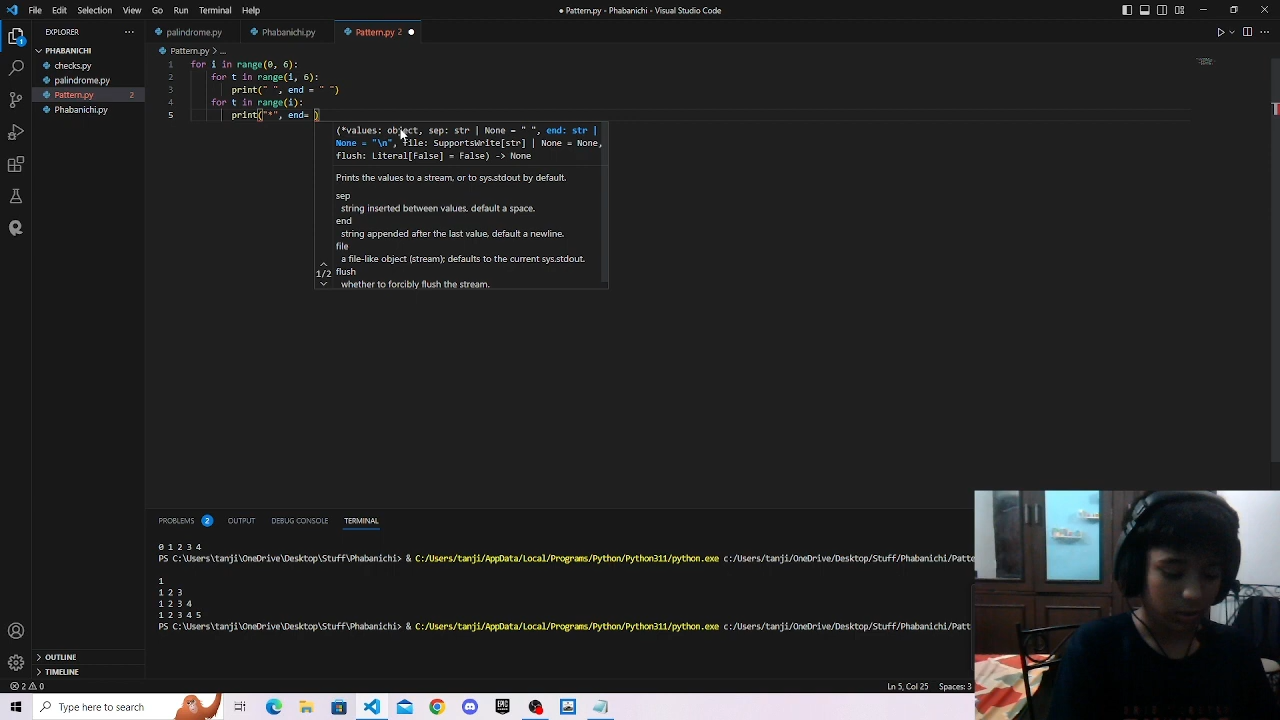 File Edit Selection View Go Run Terminal Help
● Pattern.py - Phabanichi - Visual Studio Code
EXPLORER
PHABANICHI
checks.py
palindrome.py
Pattern.py 2
Phabanichi.py
OUTLINE
TIMELINE
palindrome.py Phabanichi.py Pattern.py 2 ●
Pattern.py > ...
1 for i in range(0, 6):
2 for t in range(i, 6):
3 print(" ", end = " ")
4 for t in range(i):
5 print("*", end= )
(*values: object, sep: str | None = " ", end: str |
None = "\n", file: SupportsWrite[str] | None = None,
flush: Literal[False] = False) -> None
Prints the values to a stream, or to sys.stdout by default.
sep
string inserted between values, default a space.
end
string appended after the last value, default a newline.
file
a file-like object (stream); defaults to the current sys.stdout.
flush
1/2
whether to forcibly flush the stream.
PROBLEMS 2 OUTPUT DEBUG CONSOLE TERMINAL
0 1 2 3 4
PS C:\Users\tanji\OneDrive\Desktop\Stuff\Phabanichi> & C:/Users/tanji/AppData/Local/Programs/Python/Python311/python.exe c:/Users/tanji/OneDrive/Desktop/Stuff/Phabanichi/Patt
1
1 2 3
1 2 3 4
1 2 3 4 5
PS C:\Users\tanji\OneDrive\Desktop\Stuff\Phabanichi> & C:/Users/tanji/AppData/Local/Programs/Python/Python311/python.exe c:/Users/tanji/OneDrive/Desktop/Stuff/Phabanichi/Patt
2 0
Ln 5, Col 25 Spaces: 3
Type here to search